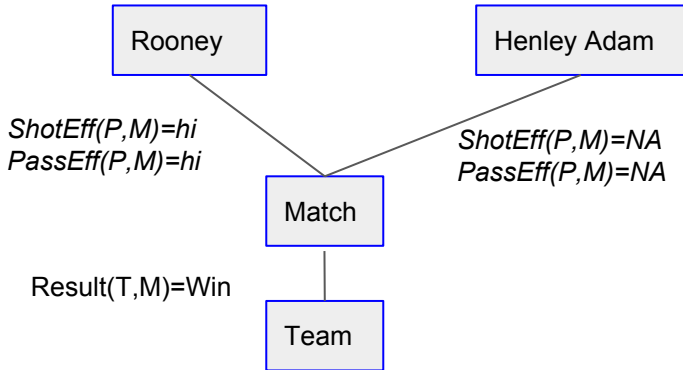 Rooney
Henley Adam
ShotEff(P,M)=hi
PassEff(P,M)=hi
ShotEff(P,M)=NA
PassEff(P,M)=NA
Match
Result(T,M)=Win
Team